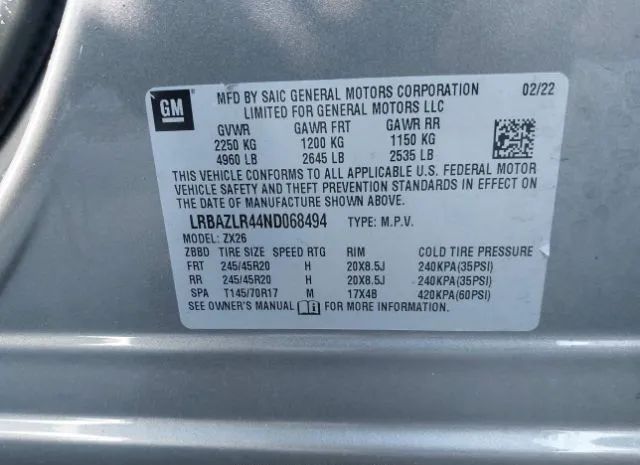 GM
MFD BY SAIC GENERAL MOTORS CORPORATION 02/22
LIMITED FOR GENERAL MOTORS LLC
GVWR GAWR FRT GAWR RR
2250 KG 1200 KG 1150 KG
4960 LB 2645 LB 2535 LB
THIS VEHICLE CONFORMS TO ALL APPLICABLE U.S. FEDERAL MOTOR
VEHICLE SAFETY AND THEFT PREVENTION STANDARDS IN EFFECT ON
THE DATE OF MANUFACTURE SHOWN ABOVE.
LRBAZLR44ND068494 TYPE: M.P.V.
MODEL: ZX26
ZBBD TIRE SIZE SPEED RTG RIM COLD TIRE PRESSURE
FRT 245/45R20 H 20X8.5J 240KPA(35PSI)
RR 245/45R20 H 20X8.5J 240KPA(35PSI)
SPA T145/70R17 M 17X4B 420KPA(60PSI)
SEE OWNER'S MANUAL FOR MORE INFORMATION.